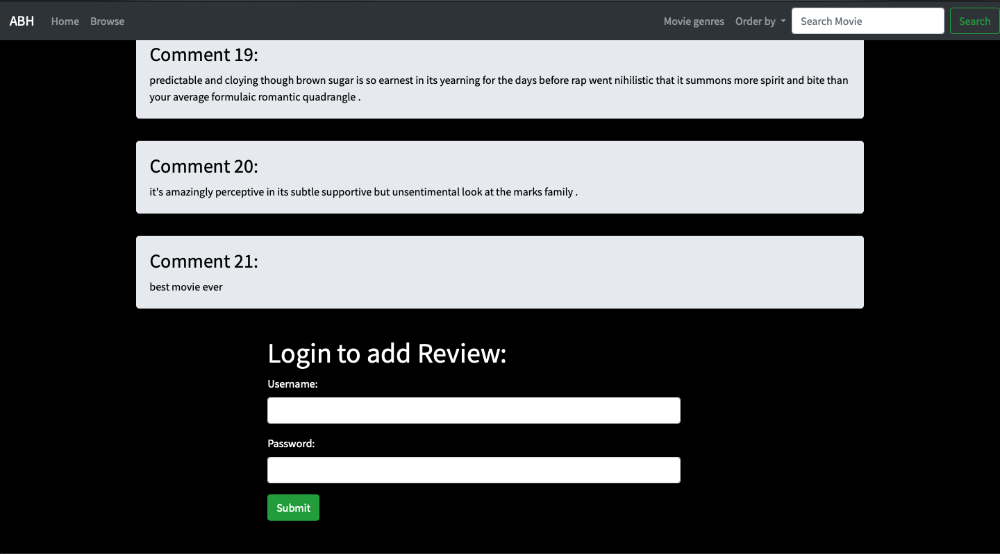 ABH Home Browse Movie genres Order by Search Movie Search
Comment 19:
predictable and cloying though brown sugar is so earnest in its yearning for the days before rap went nihilistic that it summons more spirit and bite than
your average formulaic romantic quadrangle .
Comment 20:
it's amazingly perceptive in its subtle supportive but unsentimental look at the marks family .
Comment 21:
best movie ever
Login to add Review:
Username:
Password:
Submit